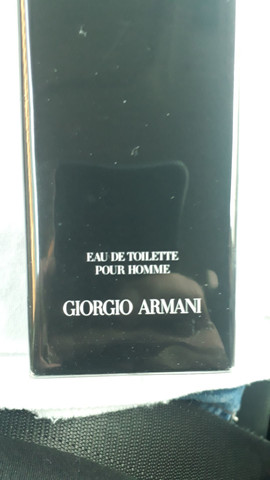 EAU DE TOILETTE
POUR HOMME
GIORGIO ARMANI